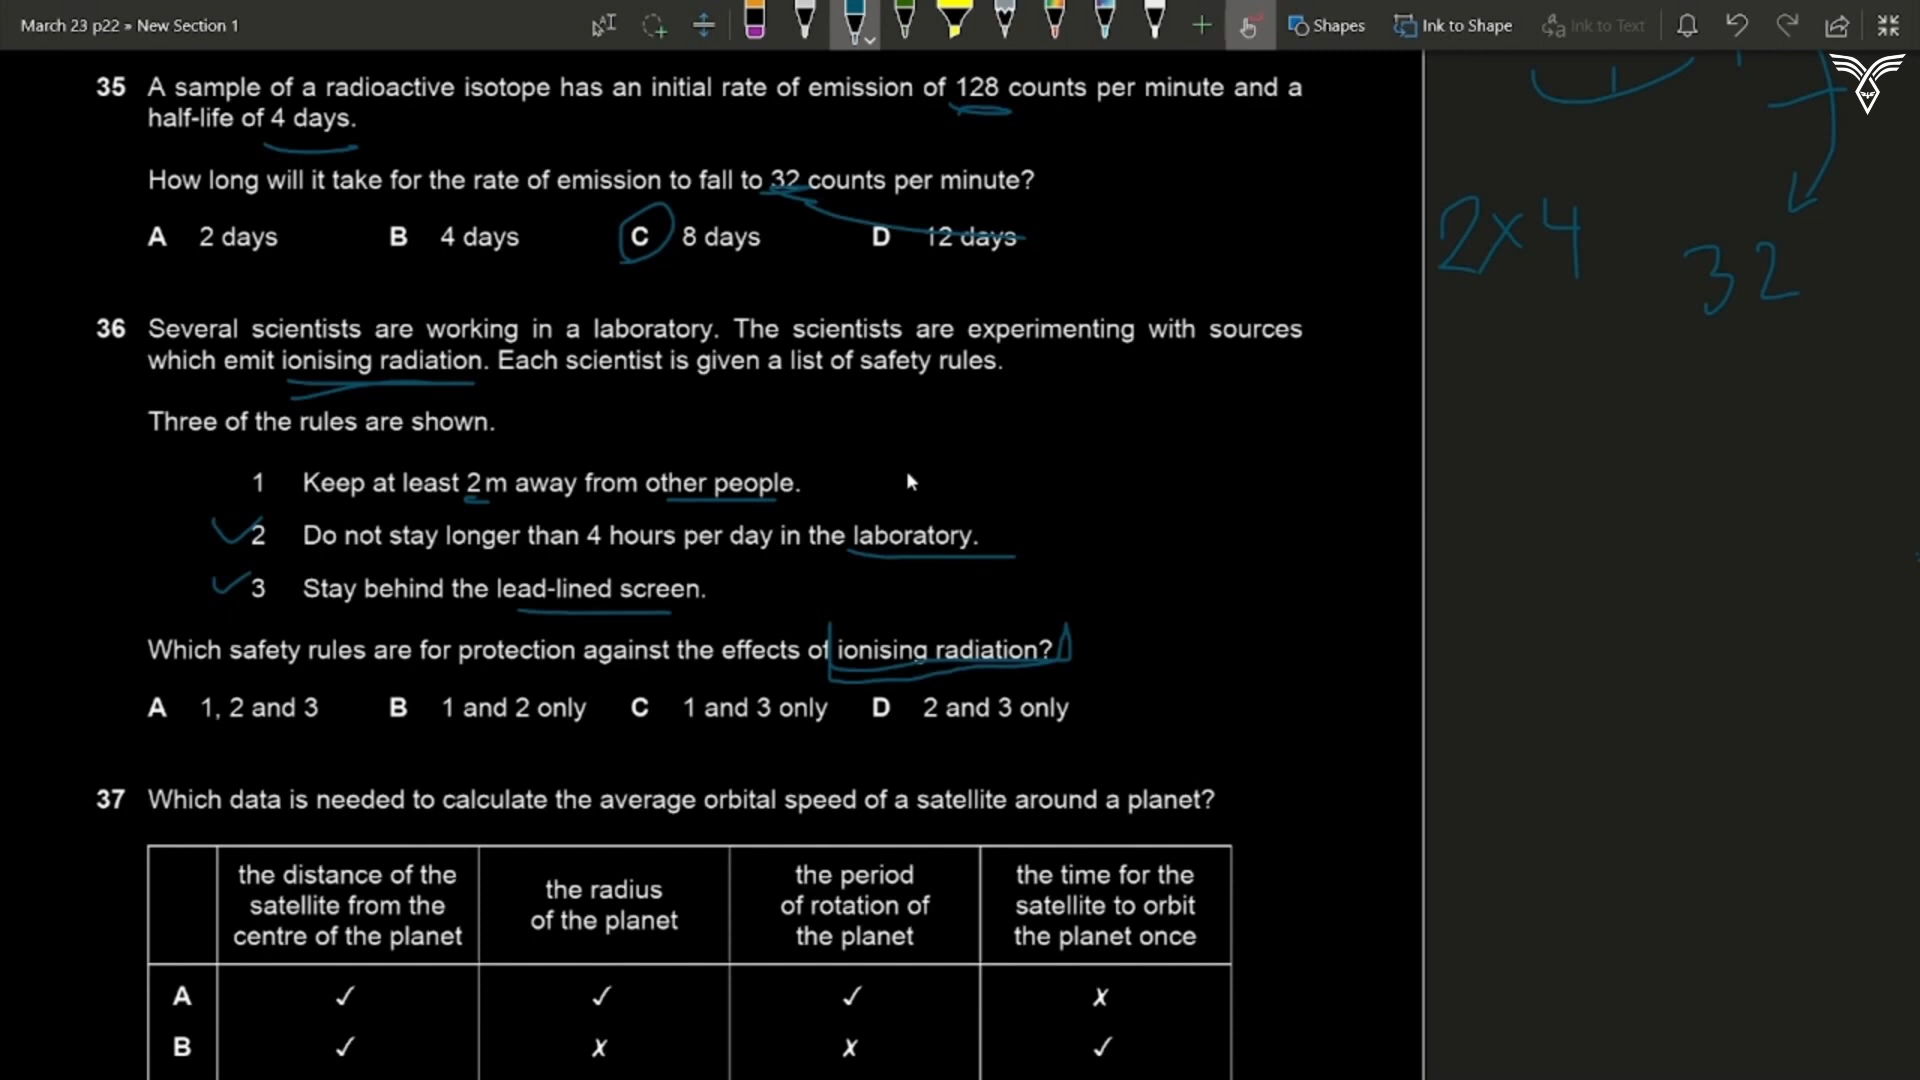 March 23 p22 » New Section 1
Shapes
Ink to Shape
Ink to Text
35 A sample of a radioactive isotope has an initial rate of emission of 128 counts per minute and a
half-life of 4 days.
How long will it take for the rate of emission to fall to 32 counts per minute?
A 2 days B 4 days C 8 days D 12 days
2×4
32
36 Several scientists are working in a laboratory. The scientists are experimenting with sources
which emit ionising radiation. Each scientist is given a list of safety rules.
Three of the rules are shown.
1 Keep at least 2 m away from other people.
2 Do not stay longer than 4 hours per day in the laboratory.
3 Stay behind the lead-lined screen.
Which safety rules are for protection against the effects of ionising radiation?
A 1, 2 and 3 B 1 and 2 only C 1 and 3 only D 2 and 3 only
37 Which data is needed to calculate the average orbital speed of a satellite around a planet?
the distance of the
satellite from the
centre of the planet
the radius
of the planet
the period
of rotation of
the planet
the time for the
satellite to orbit
the planet once
A ✓ ✓ ✓ ✗
B ✓ ✗ ✗ ✓